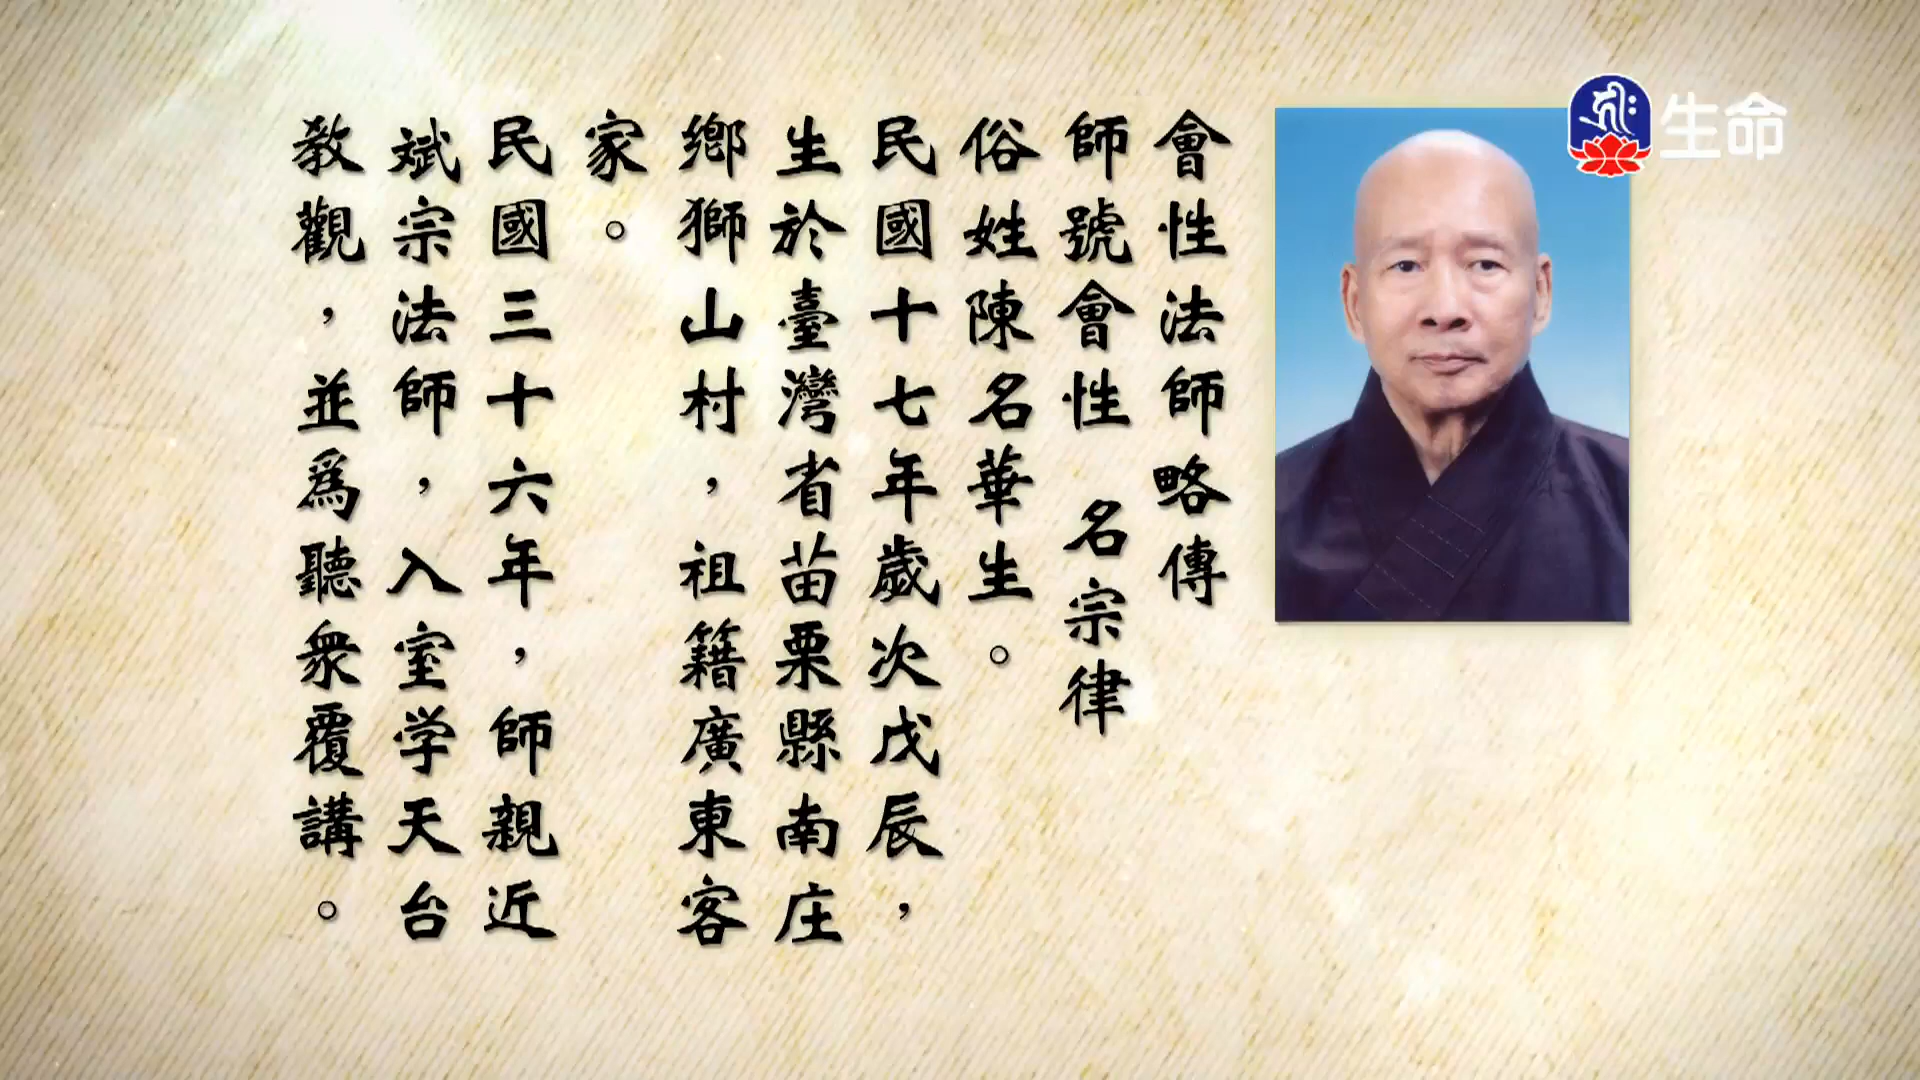 會性法師略傳
師號會性 名宗律
俗姓陳名華生。
民國十七年歲次戊辰，
生於臺灣省苗栗縣南庄
鄉獅山村，祖籍廣東客
家。
民國三十六年，師親近
斌宗法師，入室学天台
教觀，並為聽衆覆講。
生命